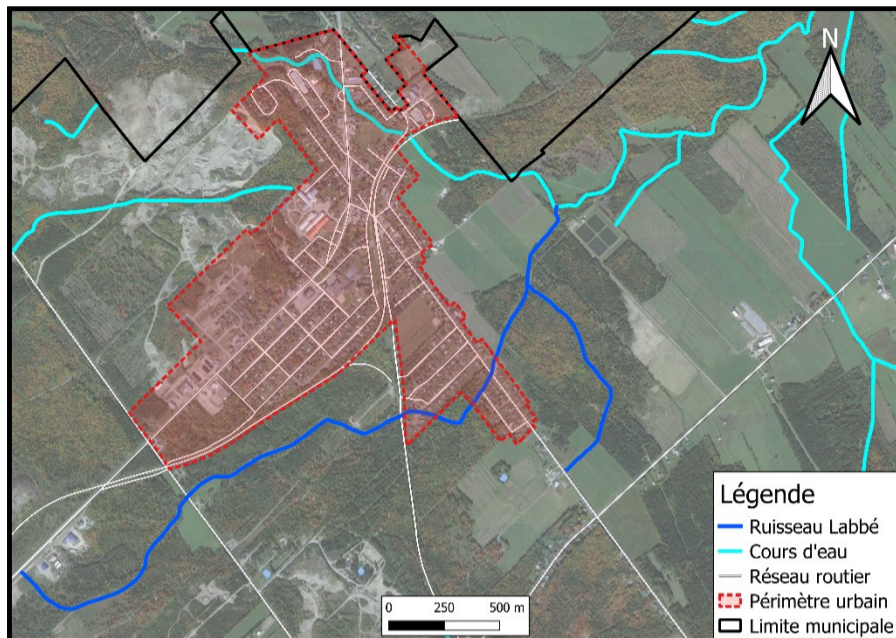 N
Légende
Ruisseau Labbé
Cours d'eau
Réseau routier
Périmètre urbain
Limite municipale
0 250 500 m